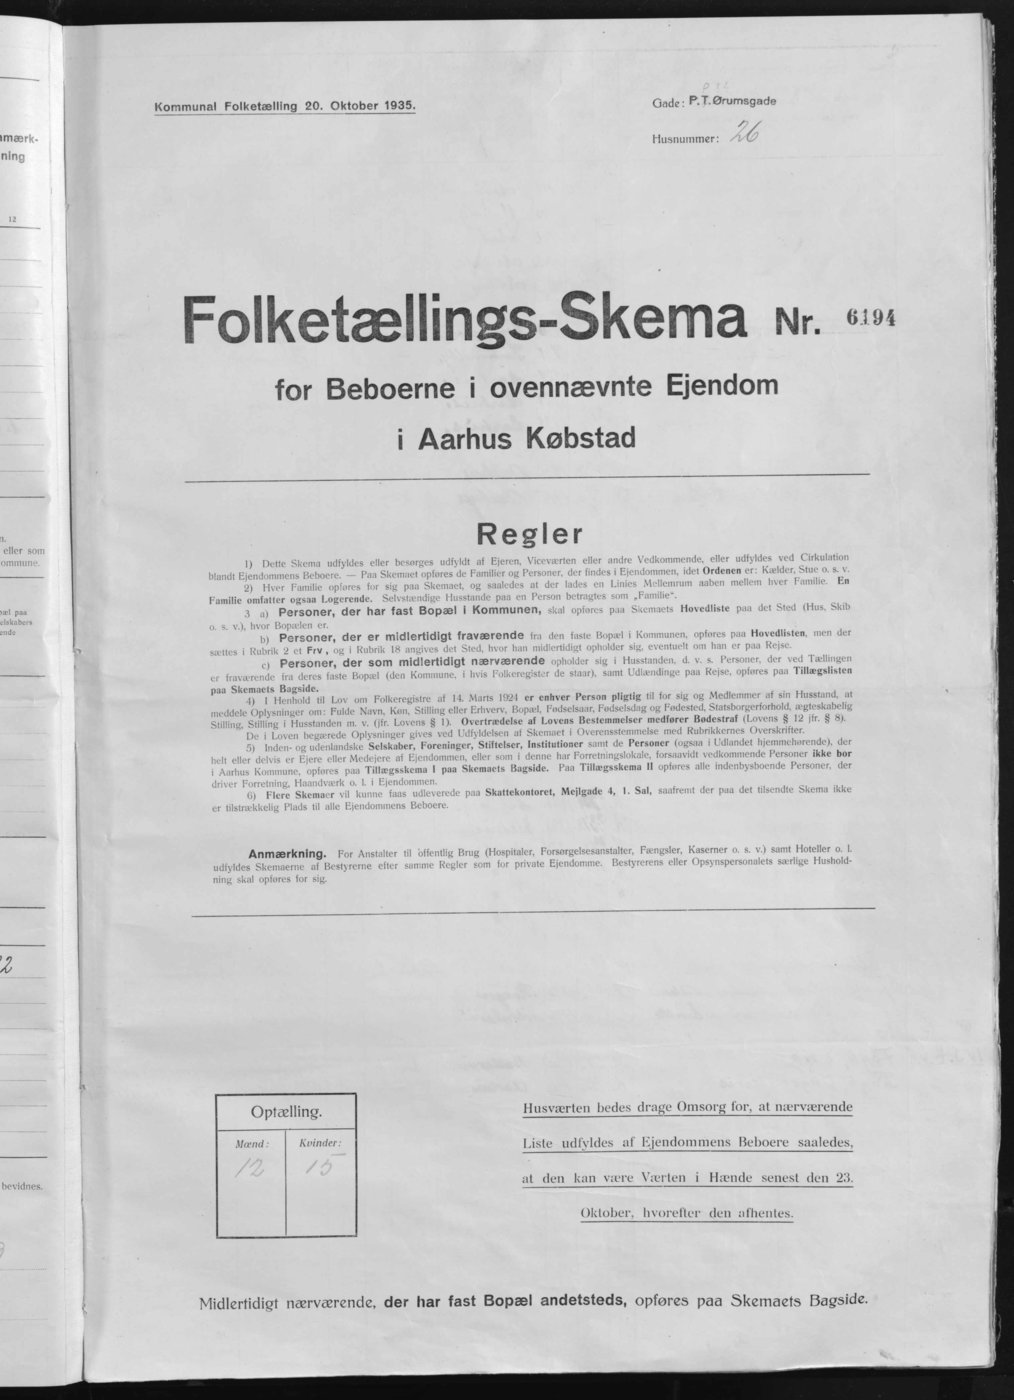 Kommunal Folketælling 20. Oktober 1935.
Gade: P. T. Ørumsgade
Husnummer: 26
Folketællings-Skema Nr. 6194
for Beboerne i ovennævnte Ejendom
i Aarhus Købstad
Regler
1) Dette Skema udfyldes eller besørges udfyldt af Ejeren, Viceværten eller andre Vedkommende, eller udfyldes ved Cirkulation
blandt Ejendommens Beboere. — Paa Skemaet opføres de Familier og Personer, der findes i Ejendommen, idet Ordenen er: Kælder, Stue o. s. v.
2) Hver Familie opføres for sig paa Skemaet, og saaledes at der lades en Linies Mellemrum aaben mellem hver Familie. En
Familie omfatter ogsaa Logerende. Selvstændige Husstande paa en Person betragtes som „Familie".
3 a) Personer, der har fast Bopæl i Kommunen, skal opføres paa Skemaets Hovedliste paa det Sted (Hus, Skib
o. s. v.), hvor Bopælen er.
b) Personer, der er midlertidigt fraværende fra den faste Bopæl i Kommunen, opføres paa Hovedlisten, men der
sættes i Rubrik 2 et Frv , og i Rubrik 18 angives det Sted, hvor han midlertidigt opholder sig, eventuelt om han er paa Rejse.
c) Personer, der som midlertidigt nærværende opholder sig i Husstanden, d. v. s. Personer, der ved Tællingen
er fraværende fra deres faste Bopæl (den Kommune, i hvis Folkeregister de staar), samt Udlændinge paa Rejse, opføres paa Tillægslisten
paa Skemaets Bagside.
4) I Henhold til Lov om Folkeregistre af 14. Marts 1924 er enhver Person pligtig til for sig og Medlemmer af sin Husstand, at
meddele Oplysninger om: Fulde Navn, Køn, Stilling eller Erhverv, Bopæl, Fødselsaar, Fødselsdag og Fødested, Statsborgerforhold, ægteskabelig
Stilling, Stilling i Husstanden m. v. (jfr. Lovens § 1). Overtrædelse af Lovens Bestemmelser medfører Bødestraf (Lovens § 12 jfr. § 8).
De i Loven begærede Oplysninger gives ved Udfyldelsen af Skemaet i Overensstemmelse med Rubrikkernes Overskrifter.
5) Inden- og udenlandske Selskaber, Foreninger, Stiftelser, Institutioner samt de Personer (ogsaa i Udlandet hjemmehørende), der
helt eller delvis er Ejere eller Medejere af Ejendommen, eller som i denne har Forretningslokale, forsaavidt vedkommende Personer ikke bor
i Aarhus Kommune, opføres paa Tillægsskema I paa Skemaets Bagside. Paa Tillægsskema II opføres alle indenbysboende Personer, der
driver Forretning, Haandværk o. l. i Ejendommen.
6) Flere Skemaer vil kunne faas udleverede paa Skattekontoret, Mejlgade 4, 1. Sal, saafremt der paa det tilsendte Skema ikke
er tilstrækkelig Plads til alle Ejendommens Beboere.
Anmærkning. For Anstalter til offentlig Brug (Hospitaler, Forsørgelsesanstalter, Fængsler, Kaserner o. s. v.) samt Hoteller o. l.
udfyldes Skemaerne af Bestyrerne efter samme Regler som for private Ejendomme. Bestyrerens eller Opsynspersonalets særlige Hushold-
ning skal opføres for sig.
Optælling.
Mænd: Kvinder:
12 15
Husværten bedes drage Omsorg for, at nærværende
Liste udfyldes af Ejendommens Beboere saaledes,
at den kan være Værten i Hænde senest den 23.
Oktober, hvorefter den afhentes.
Midlertidigt nærværende, der har fast Bopæl andetsteds, opføres paa Skemaets Bagside.
mærk-
ning
12
eller som
ommune.
bevidnes.